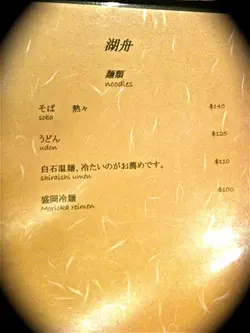 湖舟
麺類
noodles
そば 熱々 $140
soba
うどん $120
udon
白石温麺、冷たいのがお薦めです。 $110
shiraishi umen
盛岡冷麺 $100
Morioka reimen